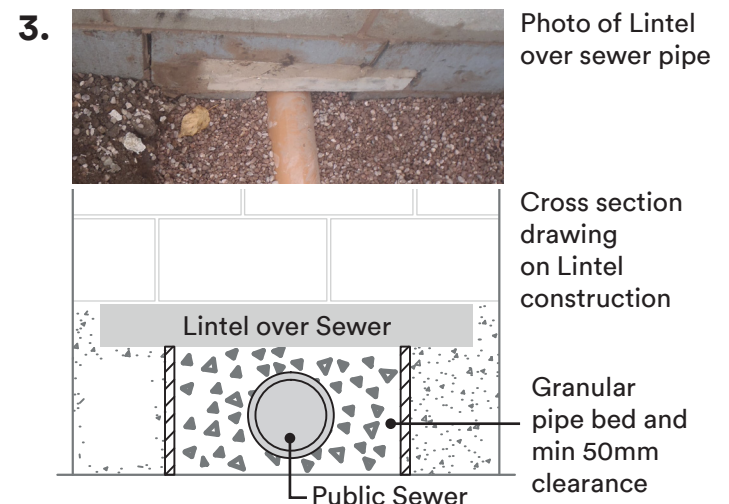 3.
Photo of Lintel
over sewer pipe
Cross section
drawing
on Lintel
construction
Lintel over Sewer
Granular
pipe bed and
min 50mm
clearance
Public Sewer